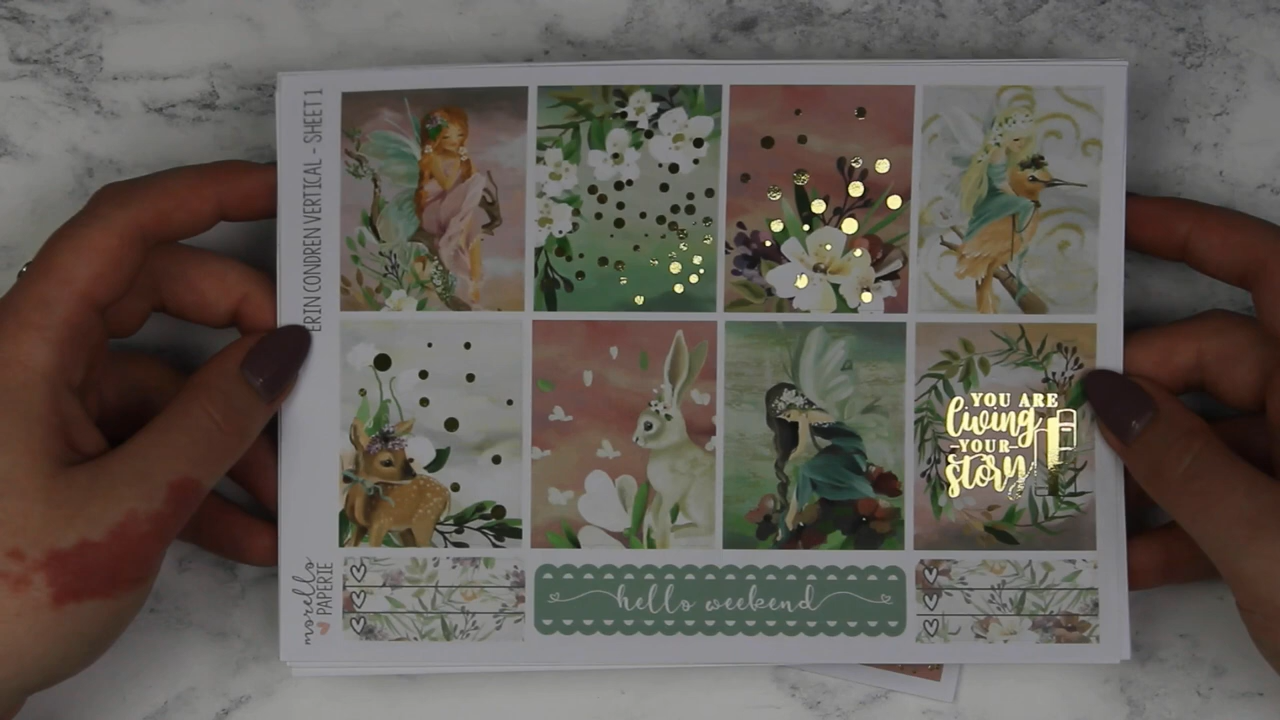 ERIN CONDREN VERTICAL - SHEET 1
YOU ARE
living
-YOUR-
story
morello
PAPERIE
hello weekend